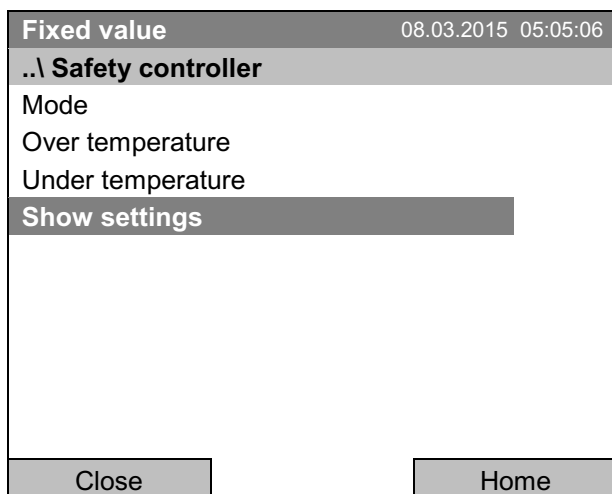 Fixed value 08.03.2015 05:05:06
..\ Safety controller
Mode
Over temperature
Under temperature
Show settings
Close Home